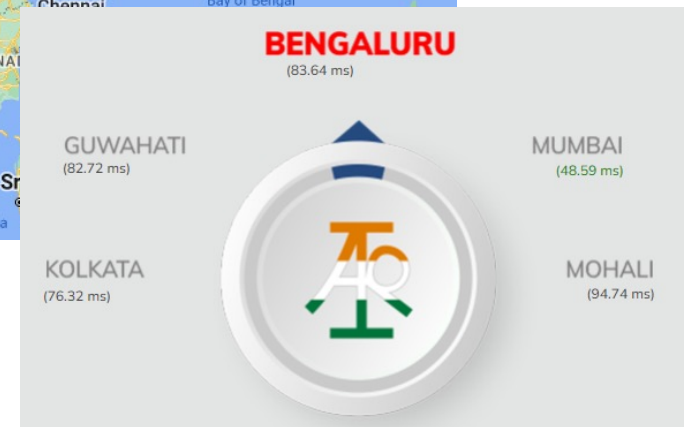 Chennai
Bay of Bengal
BENGALURU
(83.64 ms)
GUWAHATI
(82.72 ms)
MUMBAI
(48.59 ms)
KOLKATA
(76.32 ms)
MOHALI
(94.74 ms)